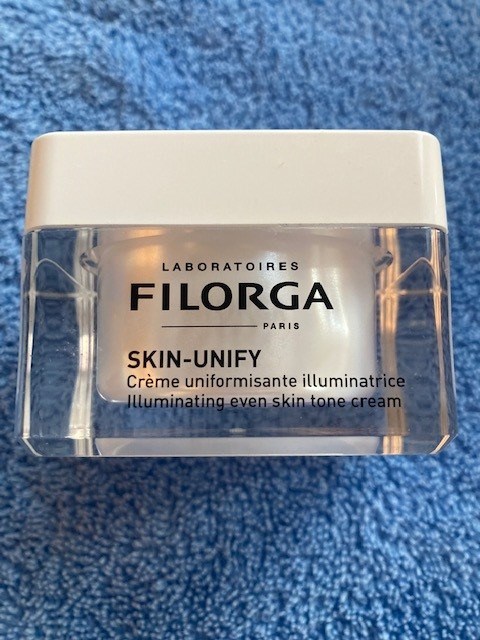 LABORATOIRES
FILORGA
PARIS
SKIN-UNIFY
Crème uniformisante illuminatrice
Illuminating even skin tone cream